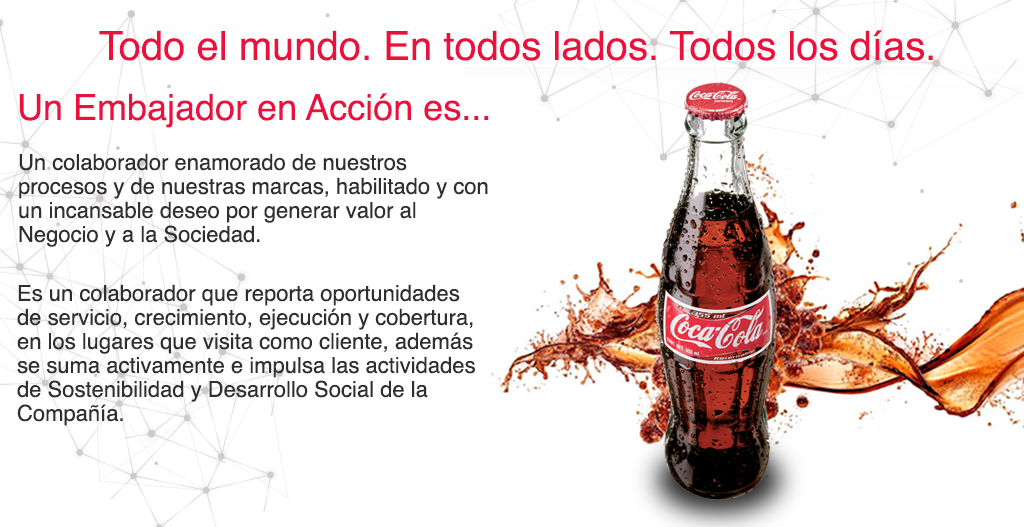 Todo el mundo. En todos lados. Todos los días.
Un Embajador en Acción es...
Un colaborador enamorado de nuestros
procesos y de nuestras marcas, habilitado y con
un incansable deseo por generar valor al
Negocio y a la Sociedad.
Es un colaborador que reporta oportunidades
de servicio, crecimiento, ejecución y cobertura,
en los lugares que visita como cliente, además
se suma activamente e impulsa las actividades
de Sostenibilidad y Desarrollo Social de la
Compañía.
Coca-Cola
355 ml
Coca-Cola